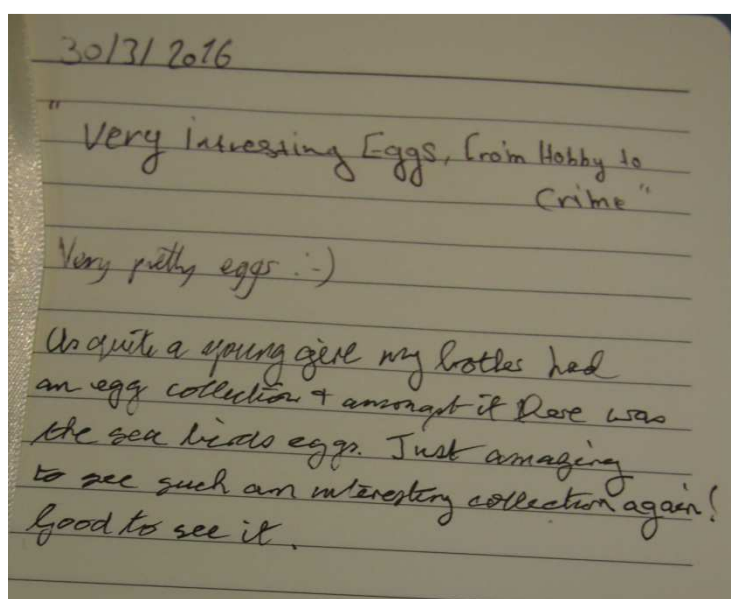 30/3/2016
"Very Intresting Eggs, from Hobby to
Crime"
Very pretty eggs :-)
As quite a young girl my brother had
an egg collection & amongst it there was
the sea birds eggs. Just amazing
to see such an interesting collection again!
Good to see it.